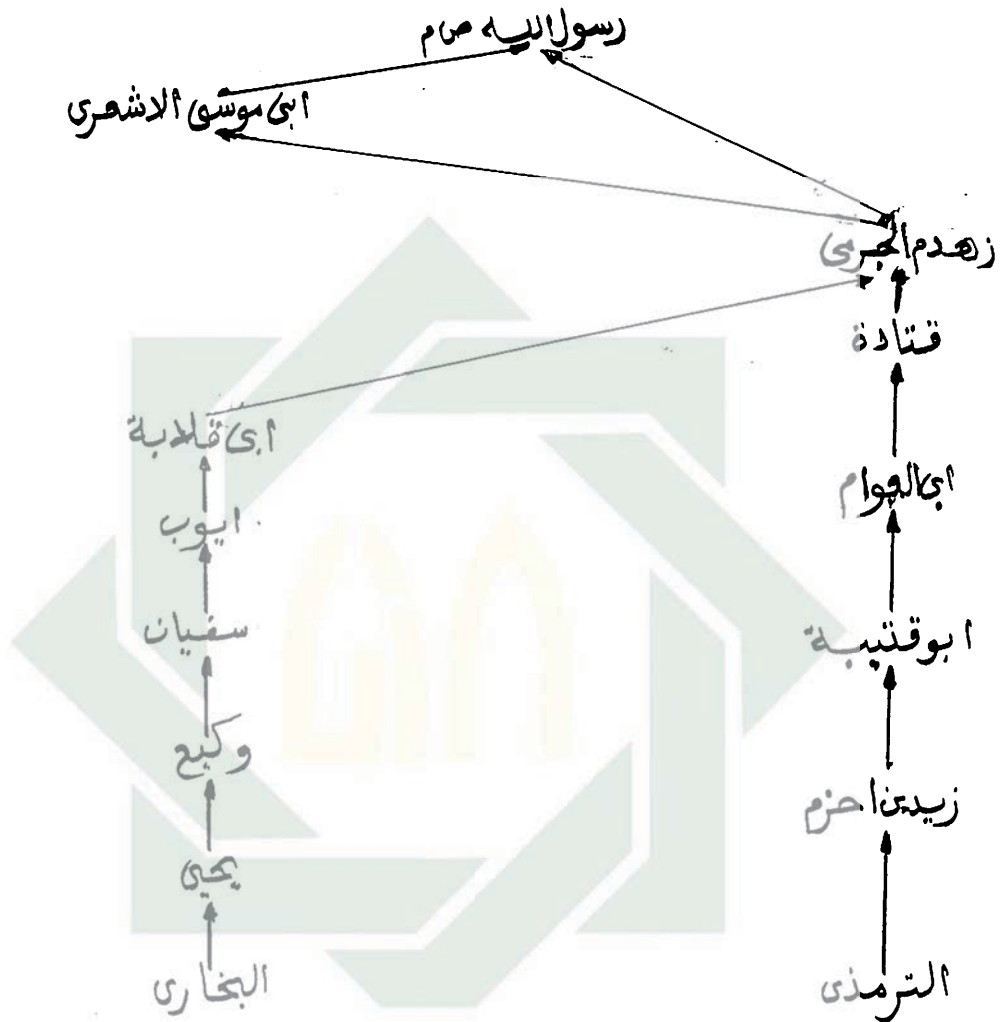 رسول الله ص م
ابى موسى الاشعرى
زهدم الجرمى
قتادة
ابى قلابة
ابى العوام
ايوب
سفيان
ابو قتيبة
وكيع
زيد بن احزم
يحيى
البخارى
الترمذى